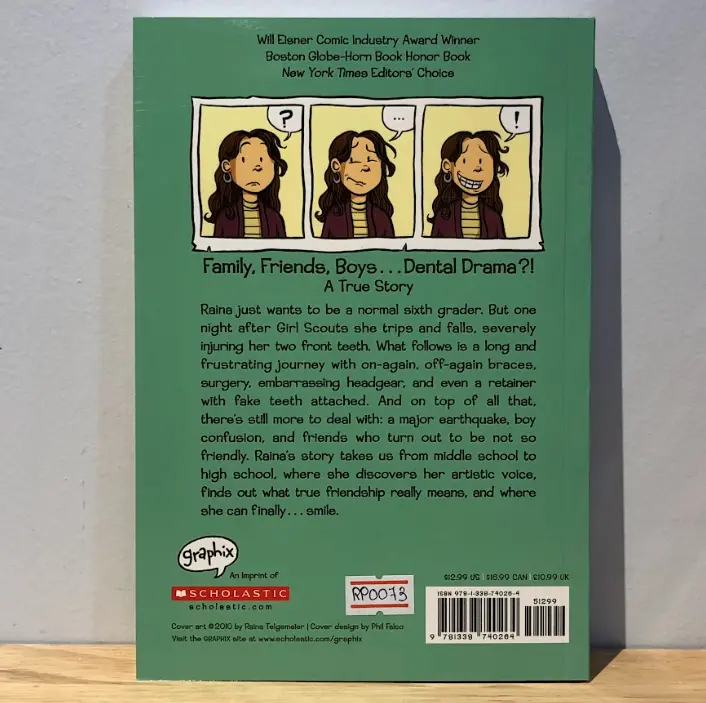 Will Eisner Comic Industry Award Winner
Boston Globe-Horn Book Honor Book
New York Times Editors' Choice
?
...
!
Family, Friends, Boys...Dental Drama?!
A True Story
Raina just wants to be a normal sixth grader. But one
night after Girl Scouts she trips and falls, severely
injuring her two front teeth. What follows is a long and
frustrating journey with on-again, off-again braces,
surgery, embarrassing headgear, and even a retainer
with fake teeth attached. And on top of all that,
there's still more to deal with: a major earthquake, boy
confusion, and friends who turn out to be not so
friendly. Raina's story takes us from middle school to
high school, where she discovers her artistic voice,
finds out what true friendship really means, and where
she can finally...smile.
graphix
An Imprint of
SCHOLASTIC
scholastic.com
RP0073
$12.99 US | $16.99 CAN | £10.99 UK
ISBN 978-1-338-74026-4
51299
9 781338 740264
Cover art ©2010 by Raina Telgemeier | Cover design by Phil Falco
Visit the GRAPHIX site at www.scholastic.com/graphix